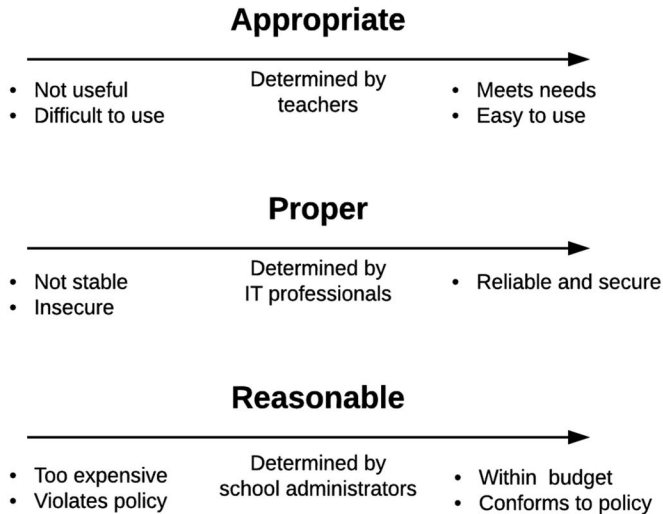 Appropriate
• Not useful
• Difficult to use
Determined by
teachers
• Meets needs
• Easy to use
Proper
• Not stable
• Insecure
Determined by
IT professionals
• Reliable and secure
Reasonable
• Too expensive
• Violates policy
Determined by
school administrators
• Within budget
• Conforms to policy